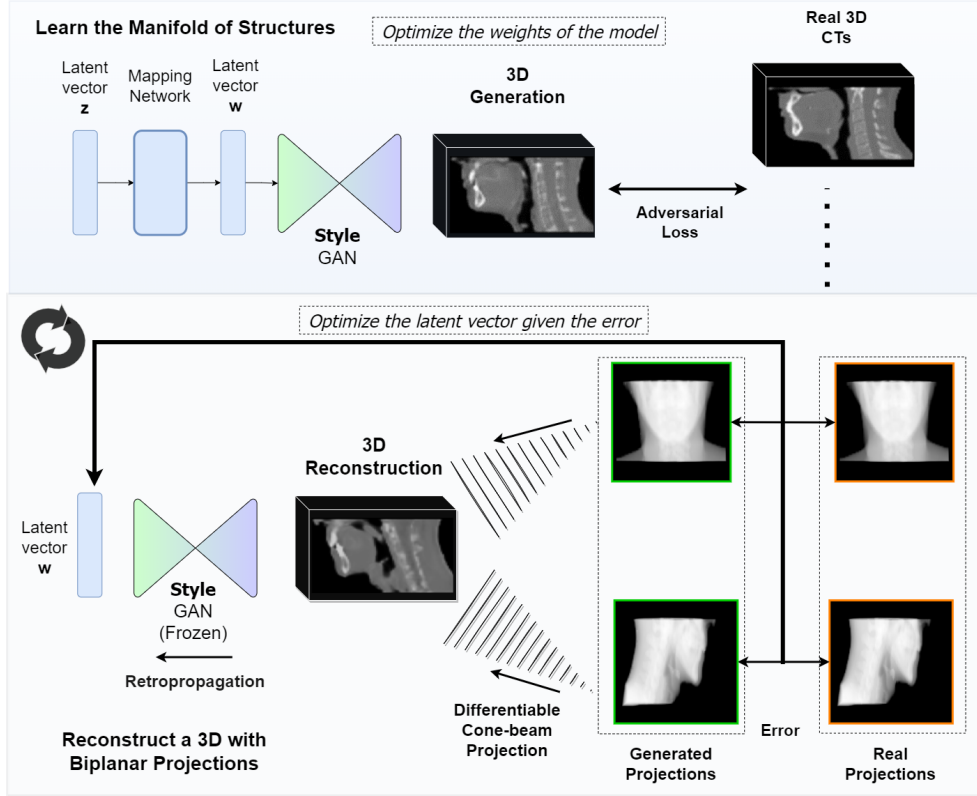 Learn the Manifold of Structures
Optimize the weights of the model
Real 3D
CTs
Latent
vector
z
Mapping
Network
Latent
vector
w
3D
Generation
Style
GAN
Adversarial
Loss
Optimize the latent vector given the error
3D
Reconstruction
Latent
vector
w
Style
GAN
(Frozen)
Retropropagation
Differentiable
Cone-beam
Projection
Reconstruct a 3D with
Biplanar Projections
Generated
Projections
Error
Real
Projections